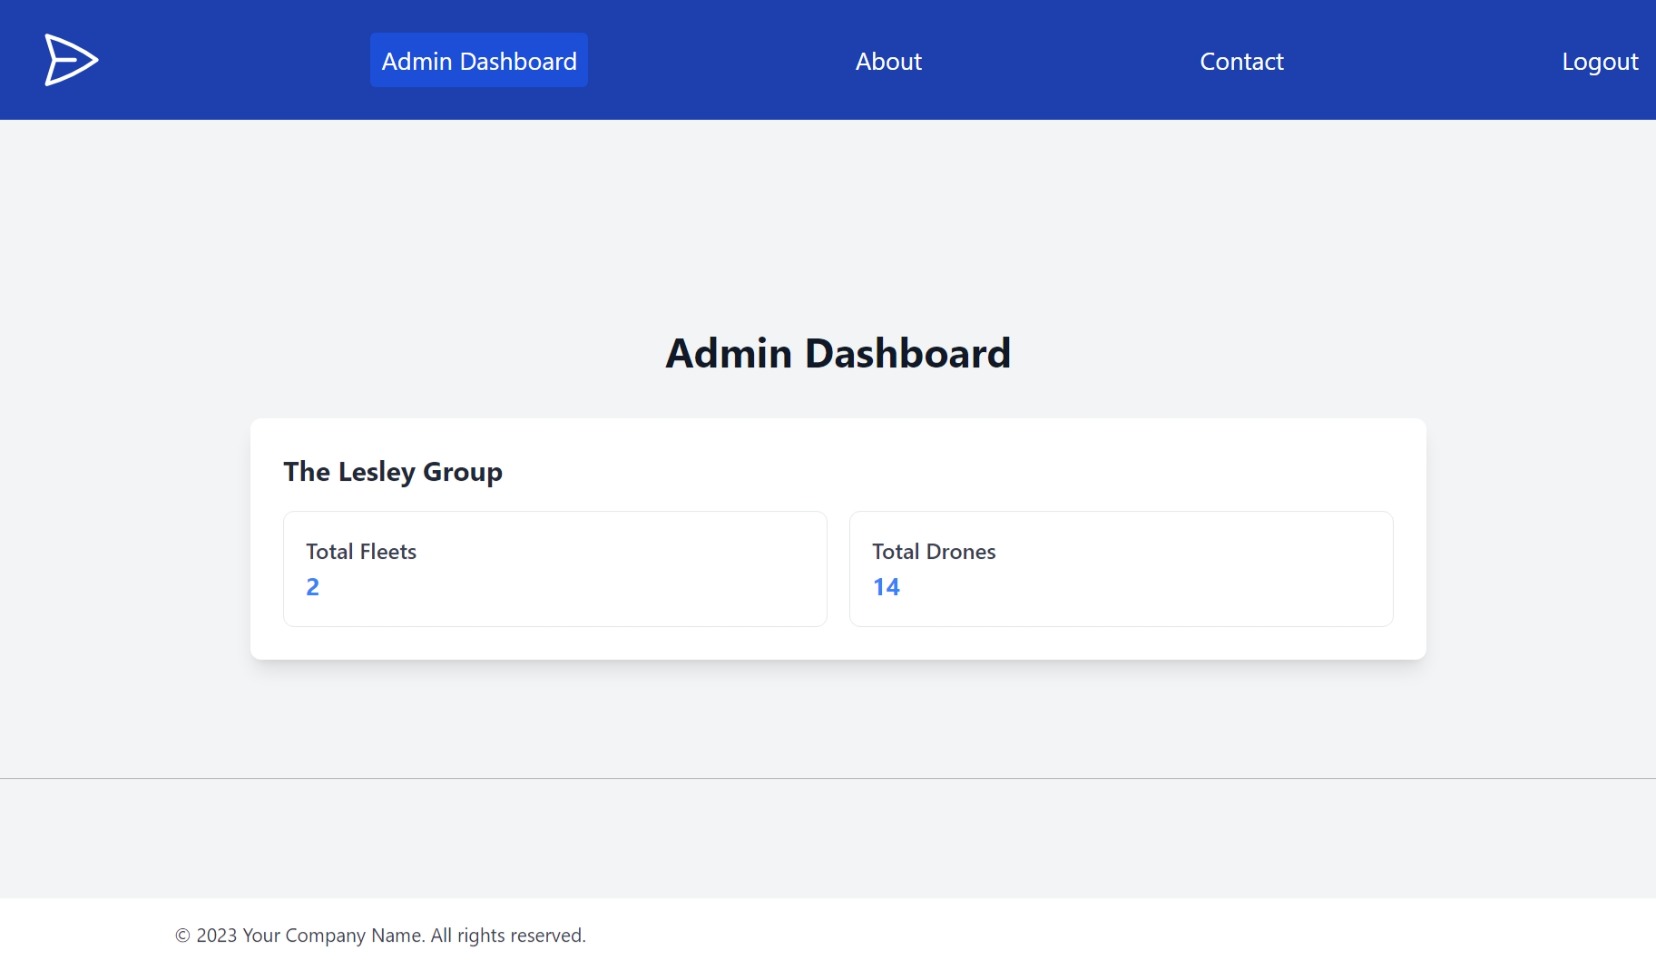 Admin Dashboard
About
Contact
Logout
Admin Dashboard
The Lesley Group
Total Fleets
2
Total Drones
14
© 2023 Your Company Name. All rights reserved.